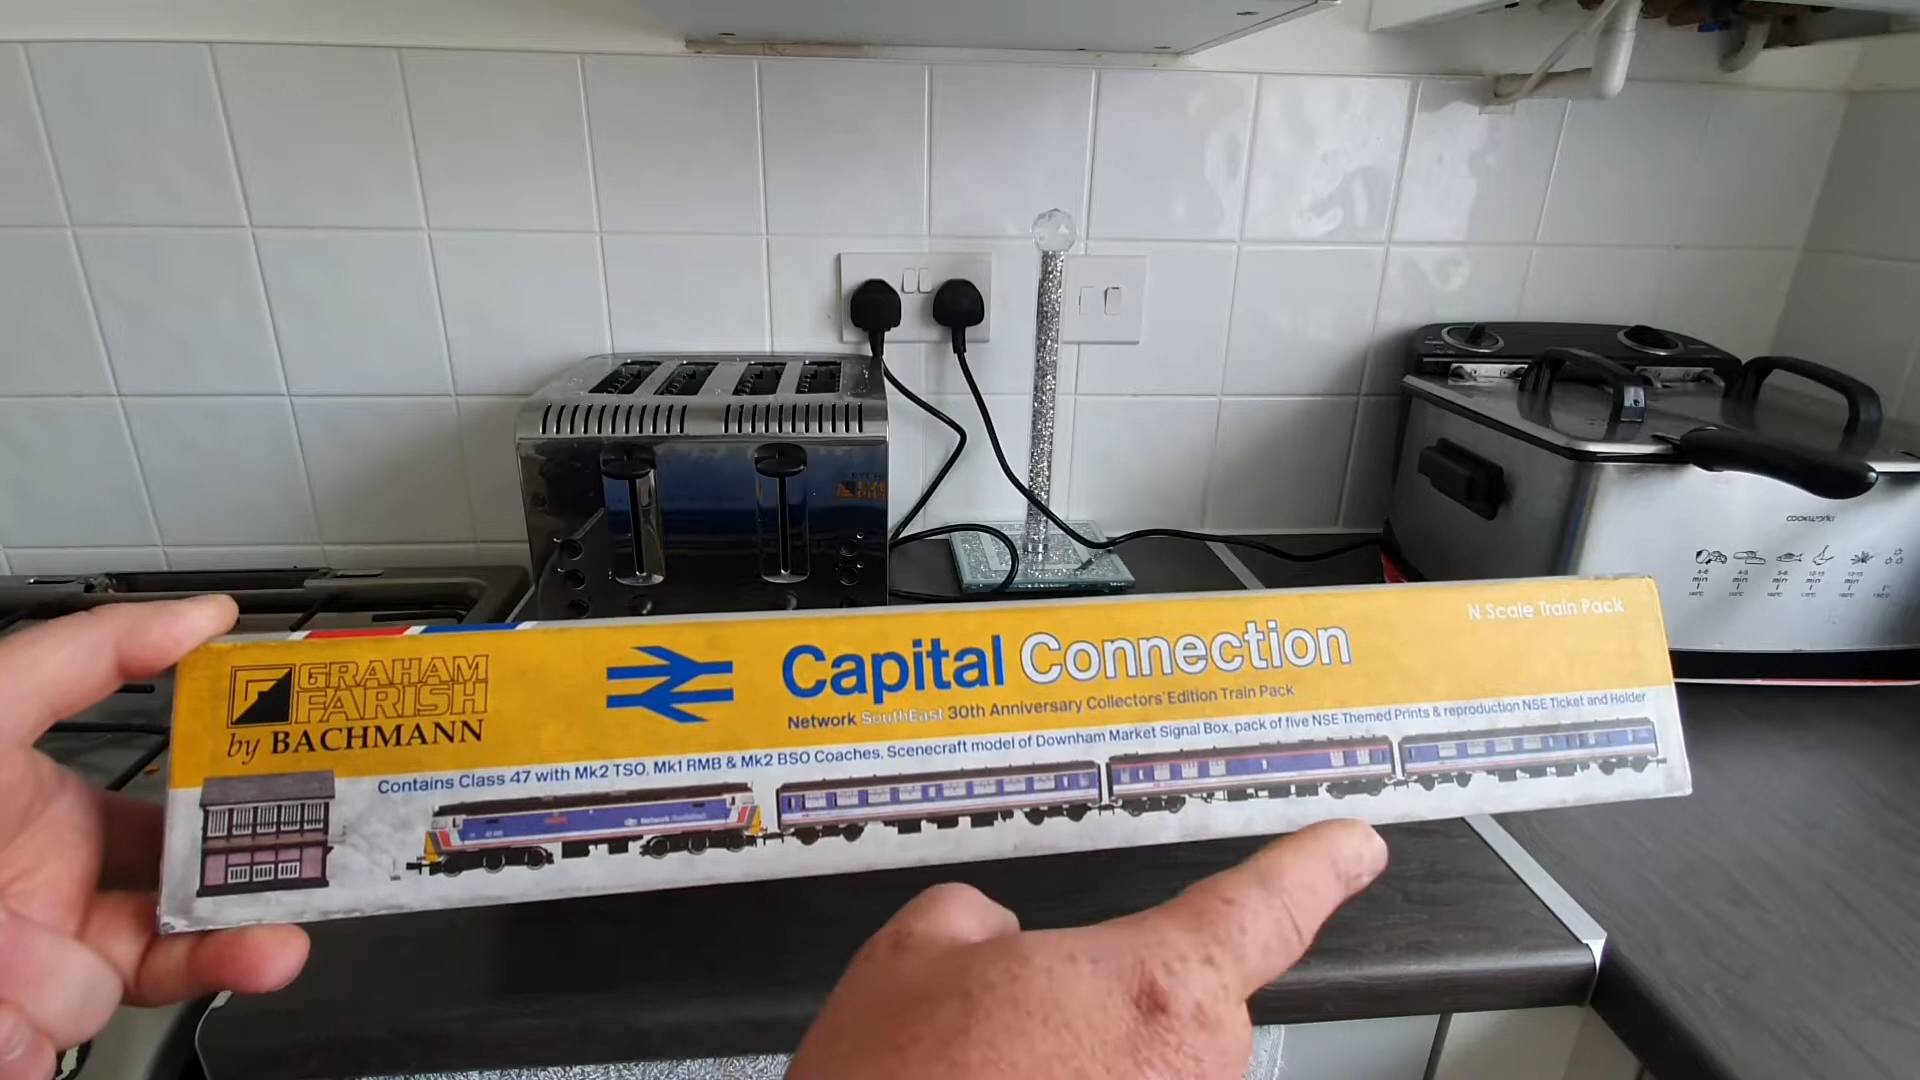 N Scale Train Pack
GRAHAM
FARISH
by BACHMANN
Capital Connection
Network SouthEast 30th Anniversary Collectors' Edition Train Pack
Contains Class 47 with Mk2 TSO, Mk1 RMB & Mk2 BSO Coaches, Scenecraft model of Downham Market Signal Box, pack of five NSE Themed Prints & reproduction NSE Ticket and Holder
Network SouthEast
cookworks